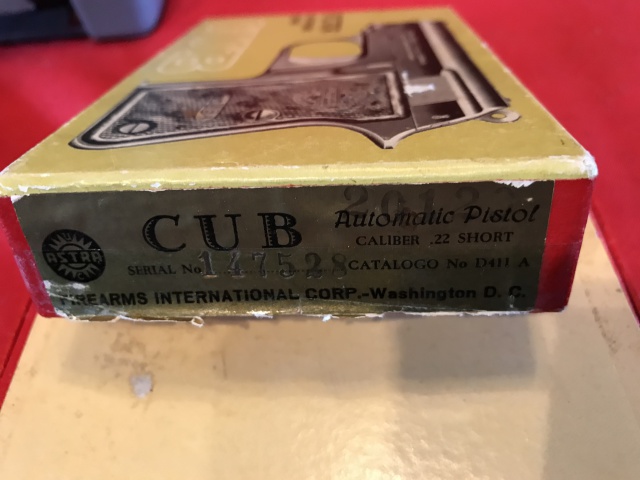 ASTRA
CUB
Automatic Pistol
CALIBER .22 SHORT
SERIAL No 147528 CATALOGO No D411 A
FIREARMS INTERNATIONAL CORP.-Washington D. C.